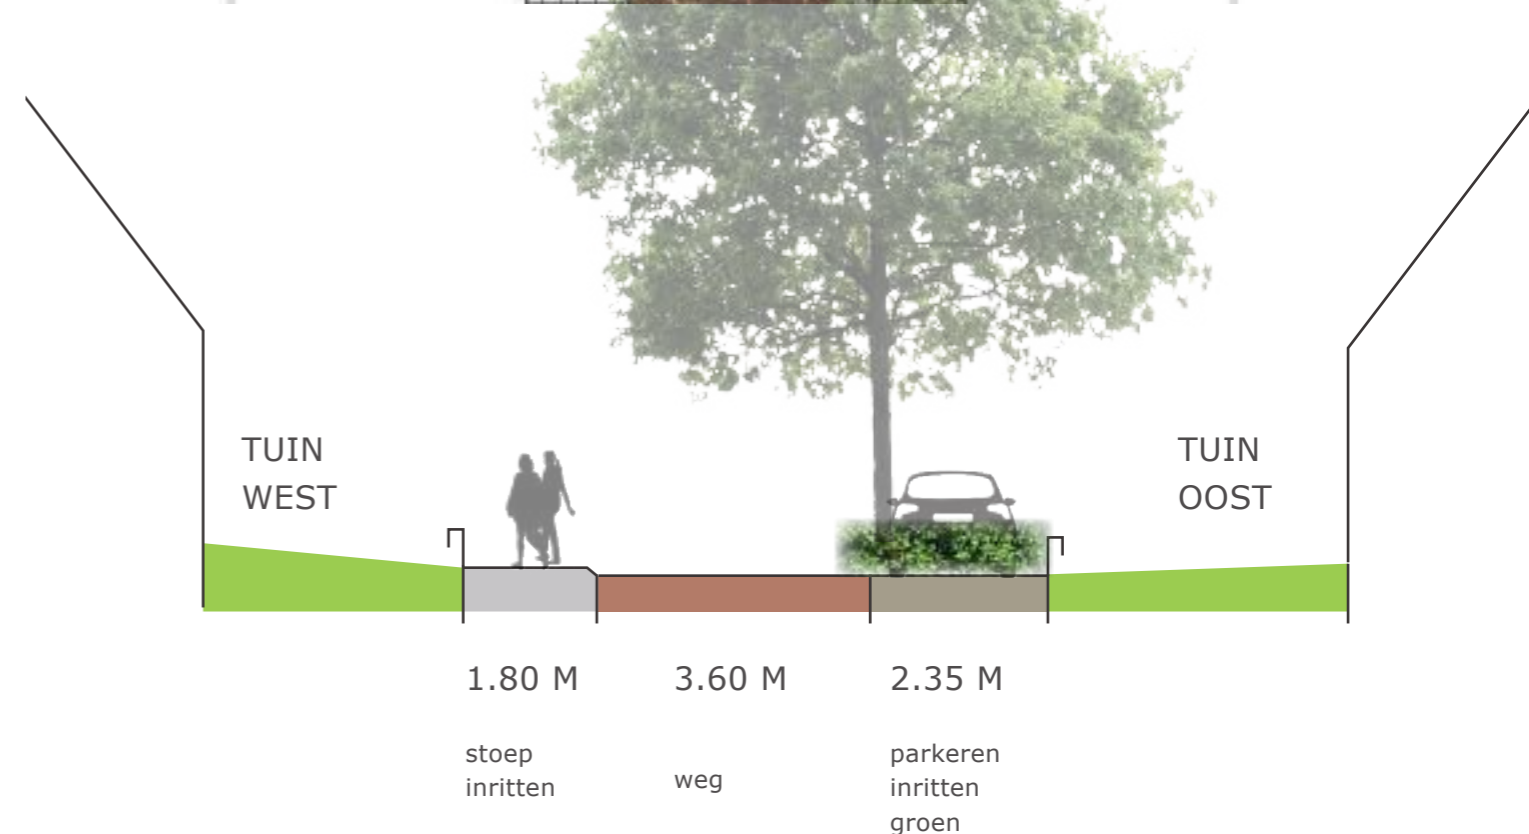 TUIN
WEST
TUIN
OOST
1.80 M
3.60 M
2.35 M
stoep
inritten
weg
parkeren
inritten
groen